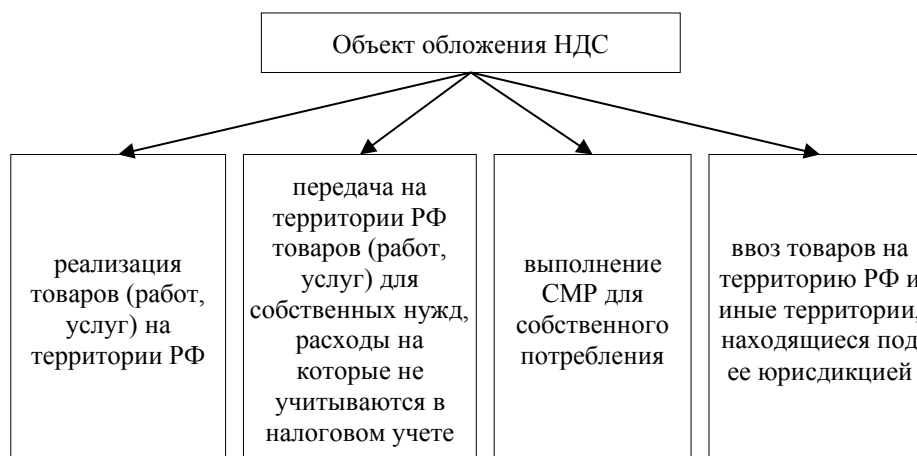 Объект обложения НДС
реализация
товаров (работ,
услуг) на
территории РФ
передача на
территории РФ
товаров (работ,
услуг) для
собственных нужд,
расходы на
которые не
учитываются в
налоговом учете
выполнение
СМР для
собственного
потребления
ввоз товаров на
территорию РФ и
иные территории,
находящиеся под
ее юрисдикцией